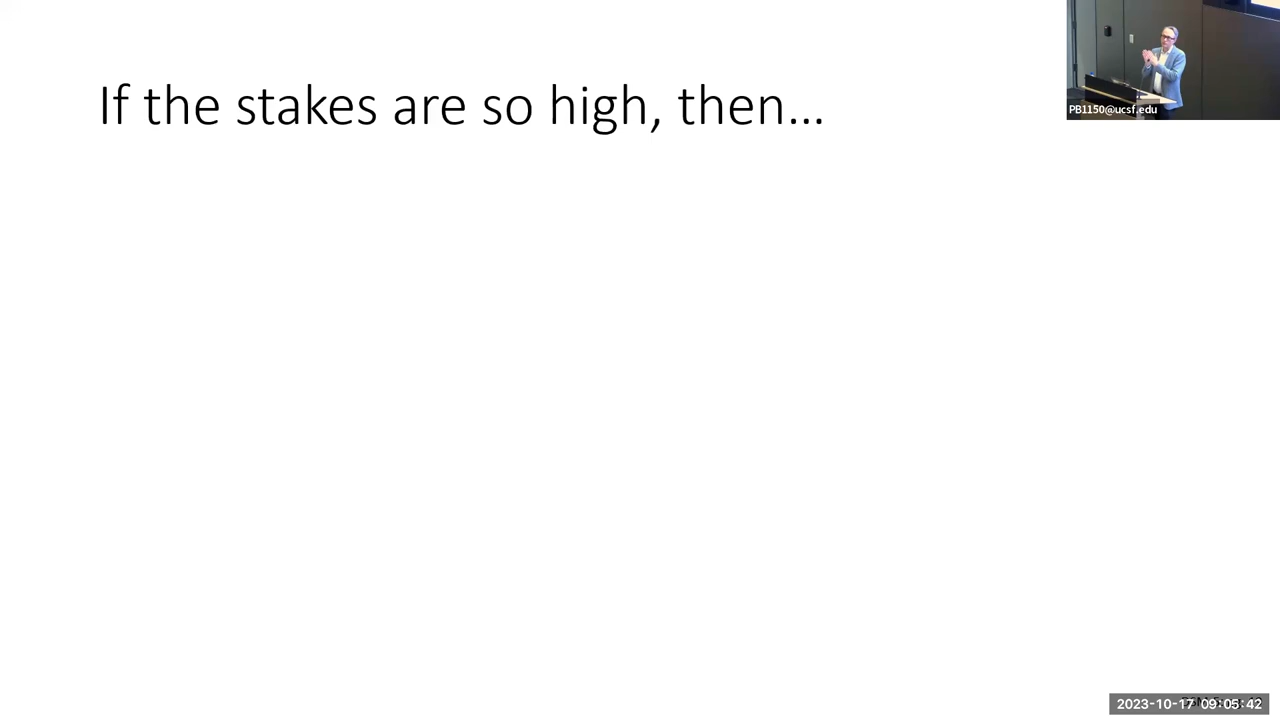 If the stakes are so high, then...
PB1150@ucsf.edu
2023-10-17 09:05:42